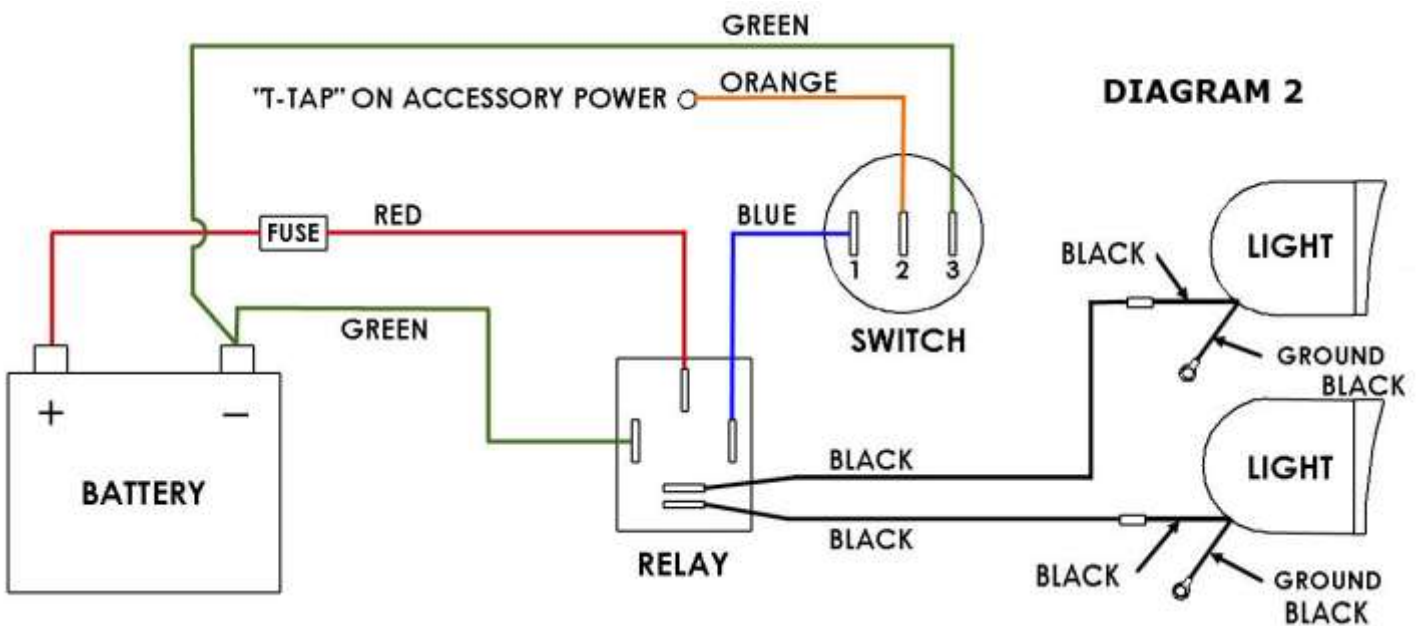 GREEN
"T-TAP" ON ACCESSORY POWER
ORANGE
DIAGRAM 2
RED
FUSE
BLUE
1 2 3
SWITCH
BLACK
LIGHT
GROUND
BLACK
GREEN
+ −
BATTERY
RELAY
BLACK
BLACK
LIGHT
BLACK
GROUND
BLACK